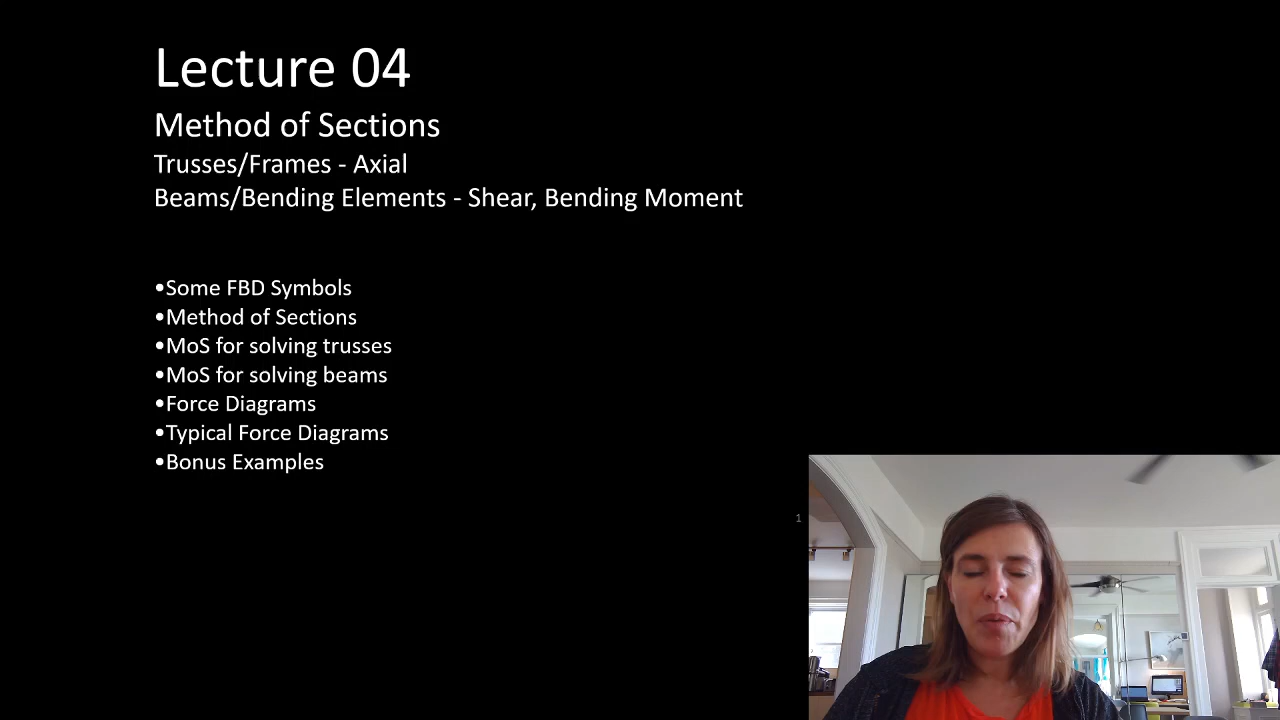 Lecture 04
Method of Sections
Trusses/Frames - Axial
Beams/Bending Elements - Shear, Bending Moment
•Some FBD Symbols
•Method of Sections
•MoS for solving trusses
•MoS for solving beams
•Force Diagrams
•Typical Force Diagrams
•Bonus Examples
1